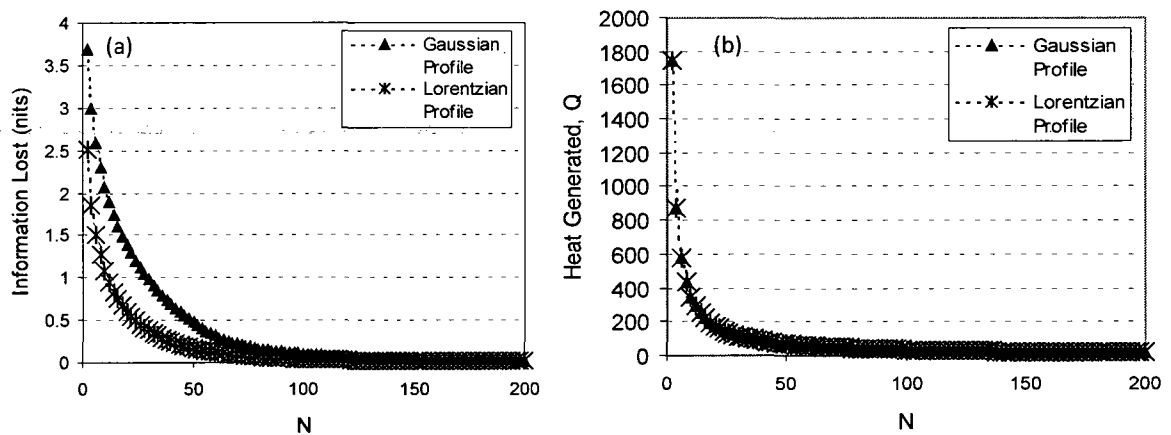 (a)
Gaussian
Profile
Lorentzian
Profile
Information Lost (nits)
4
3.5
3
2.5
2
1.5
1
0.5
0
0
50
100
150
200
N
(b)
Gaussian
Profile
Lorentzian
Profile
Heat Generated, Q
2000
1800
1600
1400
1200
1000
800
600
400
200
0
0
50
100
150
200
N